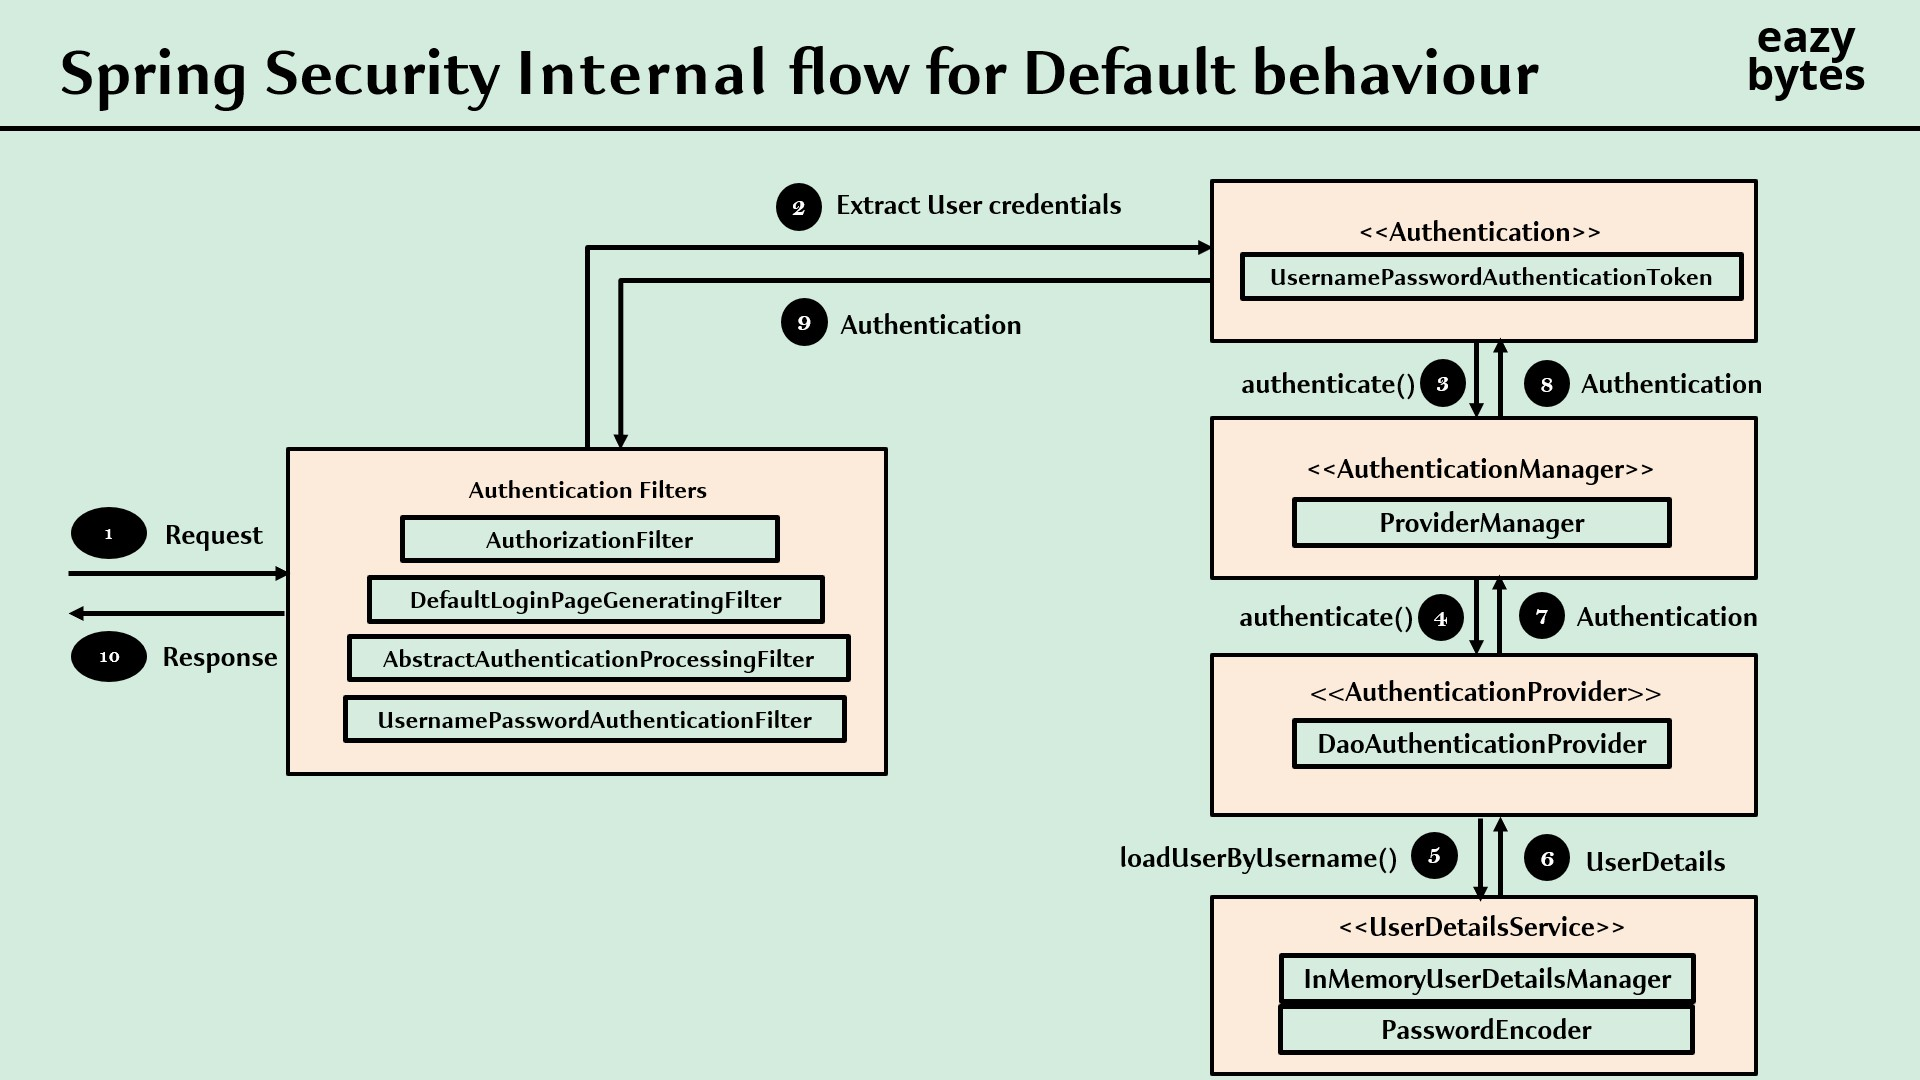 Spring Security Internal flow for Default behaviour
eazy
bytes
2 Extract User credentials
9 Authentication
<<Authentication>>
UsernamePasswordAuthenticationToken
authenticate() 3
8 Authentication
<<AuthenticationManager>>
ProviderManager
authenticate() 4
7 Authentication
<<AuthenticationProvider>>
DaoAuthenticationProvider
loadUserByUsername() 5
6 UserDetails
<<UserDetailsService>>
InMemoryUserDetailsManager
PasswordEncoder
1 Request
10 Response
Authentication Filters
AuthorizationFilter
DefaultLoginPageGeneratingFilter
AbstractAuthenticationProcessingFilter
UsernamePasswordAuthenticationFilter